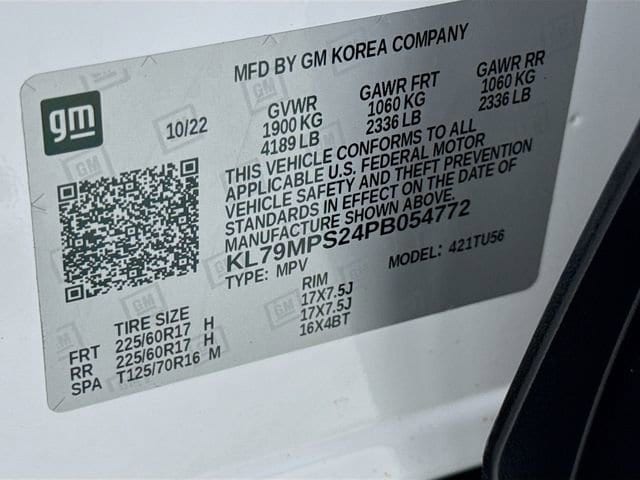 MFD BY GM KOREA COMPANY
gm
10/22
GVWR GAWR FRT GAWR RR
1900 KG 1060 KG 1060 KG
4189 LB 2336 LB 2336 LB
THIS VEHICLE CONFORMS TO ALL
APPLICABLE U.S. FEDERAL MOTOR
VEHICLE SAFETY AND THEFT PREVENTION
STANDARDS IN EFFECT ON THE DATE OF
MANUFACTURE SHOWN ABOVE.
KL79MPS24PB054772
TYPE: MPV MODEL: 421TU56
TIRE SIZE RIM
FRT 225/60R17 H 17X7.5J
RR 225/60R17 H 17X7.5J
SPA T125/70R16 M 16X4BT